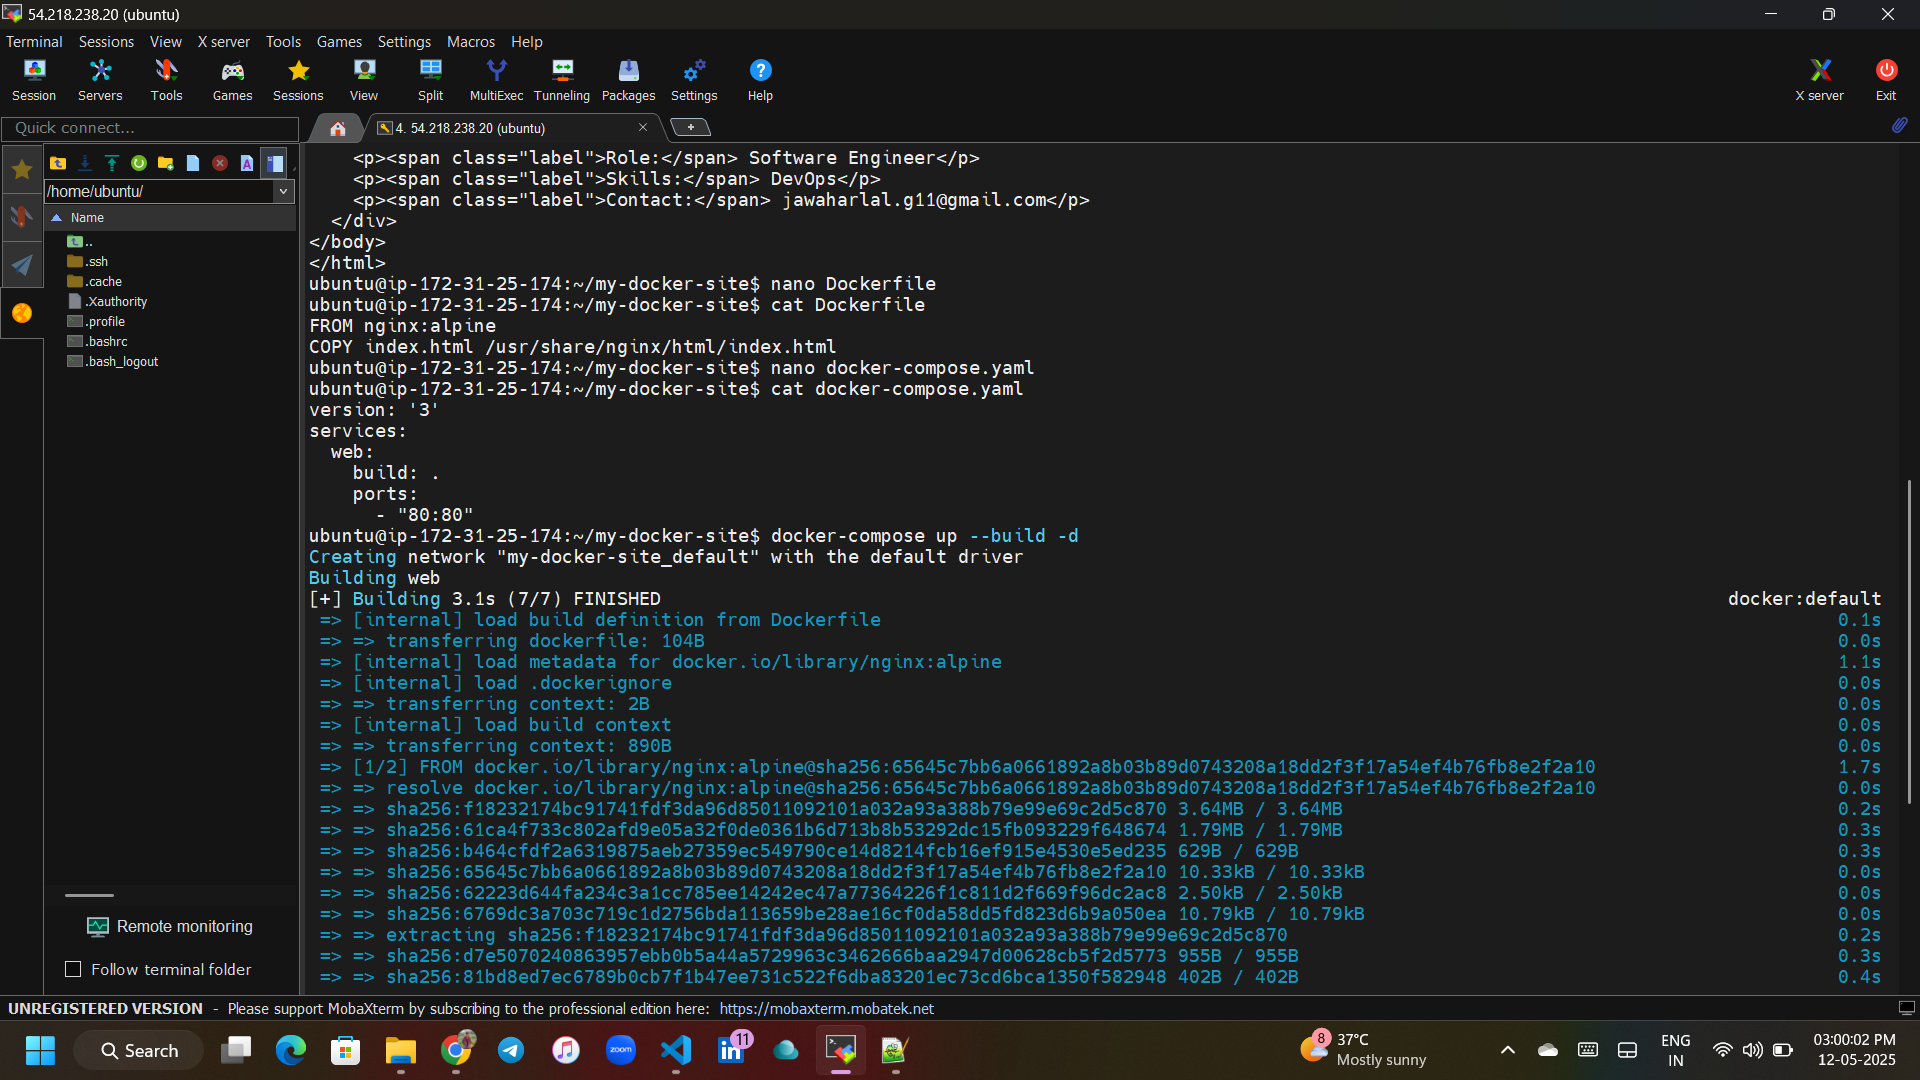 54.218.238.20 (ubuntu)
Terminal Sessions View X server Tools Games Settings Macros Help
Session Servers Tools Games Sessions View Split MultiExec Tunneling Packages Settings Help X server Exit
Quick connect...
4. 54.218.238.20 (ubuntu)
/home/ubuntu/
Name
..
.ssh
.cache
.Xauthority
.profile
.bashrc
.bash_logout
Remote monitoring
Follow terminal folder
<p><span class="label">Role:</span> Software Engineer</p>
<p><span class="label">Skills:</span> DevOps</p>
<p><span class="label">Contact:</span> jawaharlal.g11@gmail.com</p>
</div>
</body>
</html>
ubuntu@ip-172-31-25-174:~/my-docker-site$ nano Dockerfile
ubuntu@ip-172-31-25-174:~/my-docker-site$ cat Dockerfile
FROM nginx:alpine
COPY index.html /usr/share/nginx/html/index.html
ubuntu@ip-172-31-25-174:~/my-docker-site$ nano docker-compose.yaml
ubuntu@ip-172-31-25-174:~/my-docker-site$ cat docker-compose.yaml
version: '3'
services:
web:
build: .
ports:
- "80:80"
ubuntu@ip-172-31-25-174:~/my-docker-site$ docker-compose up --build -d
Creating network "my-docker-site_default" with the default driver
Building web
[+] Building 3.1s (7/7) FINISHED docker:default
=> [internal] load build definition from Dockerfile 0.1s
=> => transferring dockerfile: 104B 0.0s
=> [internal] load metadata for docker.io/library/nginx:alpine 1.1s
=> [internal] load .dockerignore 0.0s
=> => transferring context: 2B 0.0s
=> [internal] load build context 0.0s
=> => transferring context: 890B 0.0s
=> [1/2] FROM docker.io/library/nginx:alpine@sha256:65645c7bb6a0661892a8b03b89d0743208a18dd2f3f17a54ef4b76fb8e2f2a10 1.7s
=> => resolve docker.io/library/nginx:alpine@sha256:65645c7bb6a0661892a8b03b89d0743208a18dd2f3f17a54ef4b76fb8e2f2a10 0.0s
=> => sha256:f18232174bc91741fdf3da96d85011092101a032a93a388b79e99e69c2d5c870 3.64MB / 3.64MB 0.2s
=> => sha256:61ca4f733c802afd9e05a32f0de0361b6d713b8b53292dc15fb093229f648674 1.79MB / 1.79MB 0.3s
=> => sha256:b464cfdf2a6319875aeb27359ec549790ce14d8214fcb16ef915e4530e5ed235 629B / 629B 0.3s
=> => sha256:65645c7bb6a0661892a8b03b89d0743208a18dd2f3f17a54ef4b76fb8e2f2a10 10.33kB / 10.33kB 0.0s
=> => sha256:62223d644fa234c3a1cc785ee14242ec47a77364226f1c811d2f669f96dc2ac8 2.50kB / 2.50kB 0.0s
=> => sha256:6769dc3a703c719c1d2756bda113659be28ae16cf0da58dd5fd823d6b9a050ea 10.79kB / 10.79kB 0.0s
=> => extracting sha256:f18232174bc91741fdf3da96d85011092101a032a93a388b79e99e69c2d5c870 0.2s
=> => sha256:d7e5070240863957ebb0b5a44a5729963c3462666baa2947d00628cb5f2d5773 955B / 955B 0.3s
=> => sha256:81bd8ed7ec6789b0cb7f1b47ee731c522f6dba83201ec73cd6bca1350f582948 402B / 402B 0.4s
UNREGISTERED VERSION - Please support MobaXterm by subscribing to the professional edition here: https://mobaxterm.mobatek.net
Search
zoom
11
8
37°C
Mostly sunny
ENG
IN
03:00:02 PM
12-05-2025